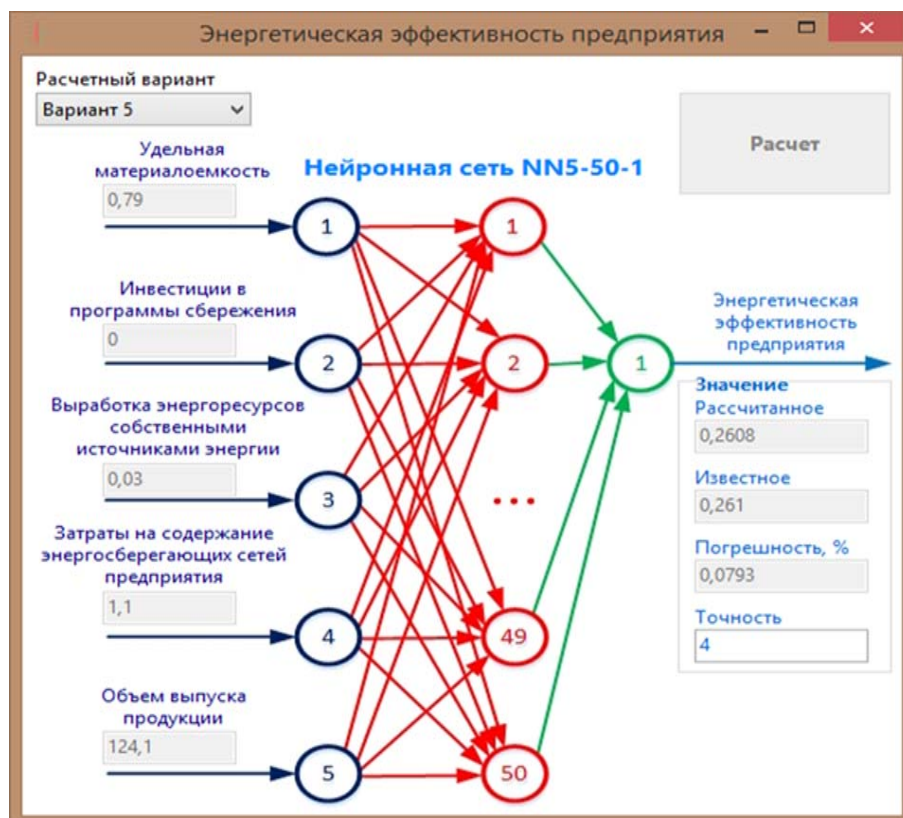 Энергетическая эффективность предприятия
Расчетный вариант
Вариант 5
Расчет
Нейронная сеть NN5-50-1
Удельная
материалоемкость
0,79
1
1
Инвестиции в
программы сбережения
0
2
2
1
Энергетическая
эффективность
предприятия
Выработка энергоресурсов
собственными
источниками энергии
0,03
3
...
Затраты на содержание
энергосберегающих сетей
предприятия
1,1
4
49
Объем выпуска
продукции
124,1
5
50
Значение
Рассчитанное
0,2608
Известное
0,261
Погрешность, %
0,0793
Точность
4